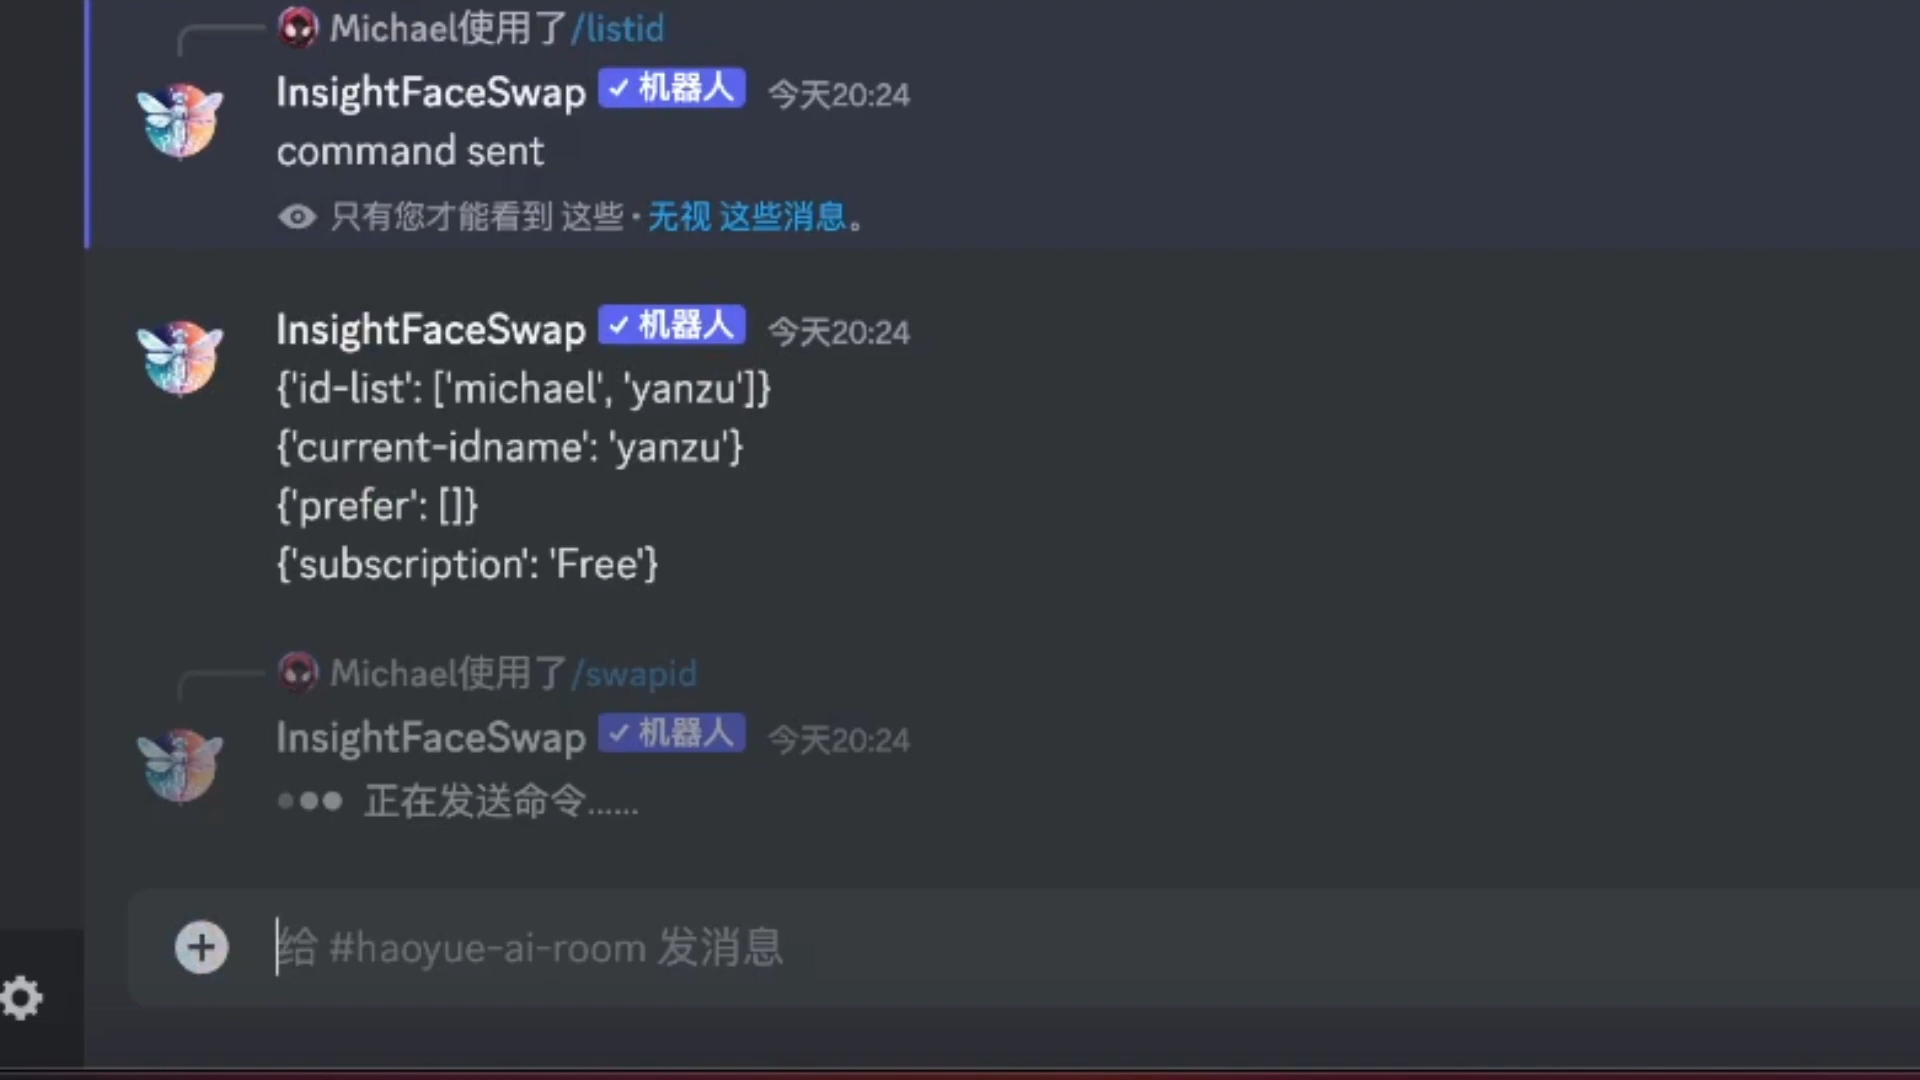 Michael使用了/listid
InsightFaceSwap ✓ 机器人 今天20:24
command sent
只有您才能看到 这些 · 无视 这些消息。
InsightFaceSwap ✓ 机器人 今天20:24
{'id-list': ['michael', 'yanzu']}
{'current-idname': 'yanzu'}
{'prefer': []}
{'subscription': 'Free'}
Michael使用了/swapid
InsightFaceSwap ✓ 机器人 今天20:24
正在发送命令......
给 #haoyue-ai-room 发消息